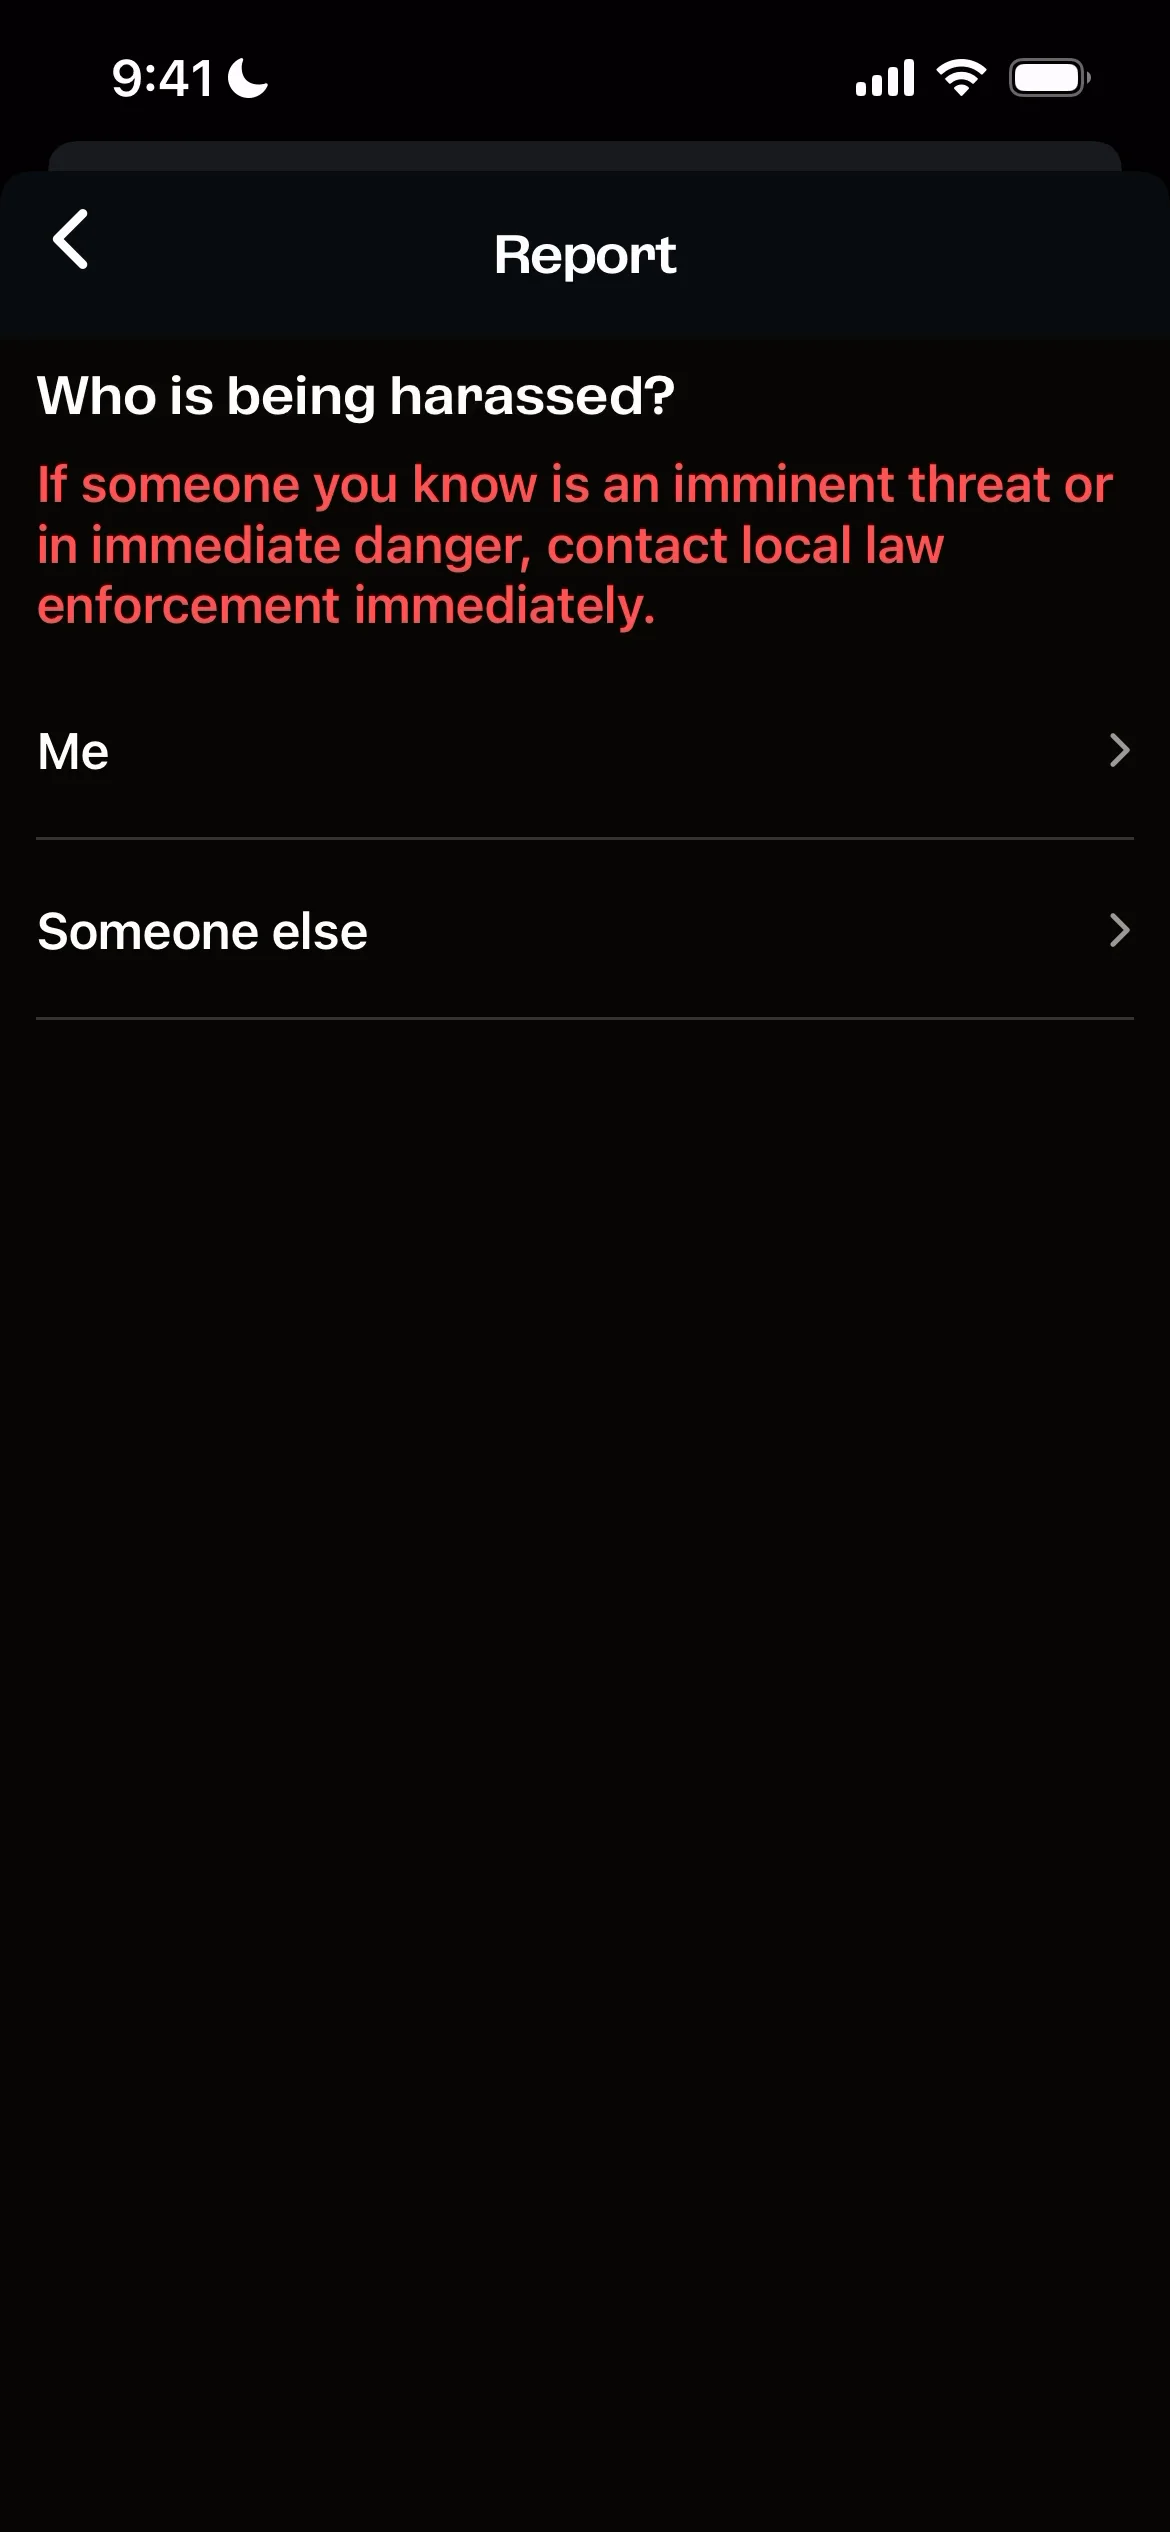 9:41
Report
Who is being harassed?
If someone you know is an imminent threat or
in immediate danger, contact local law
enforcement immediately.
Me
Someone else